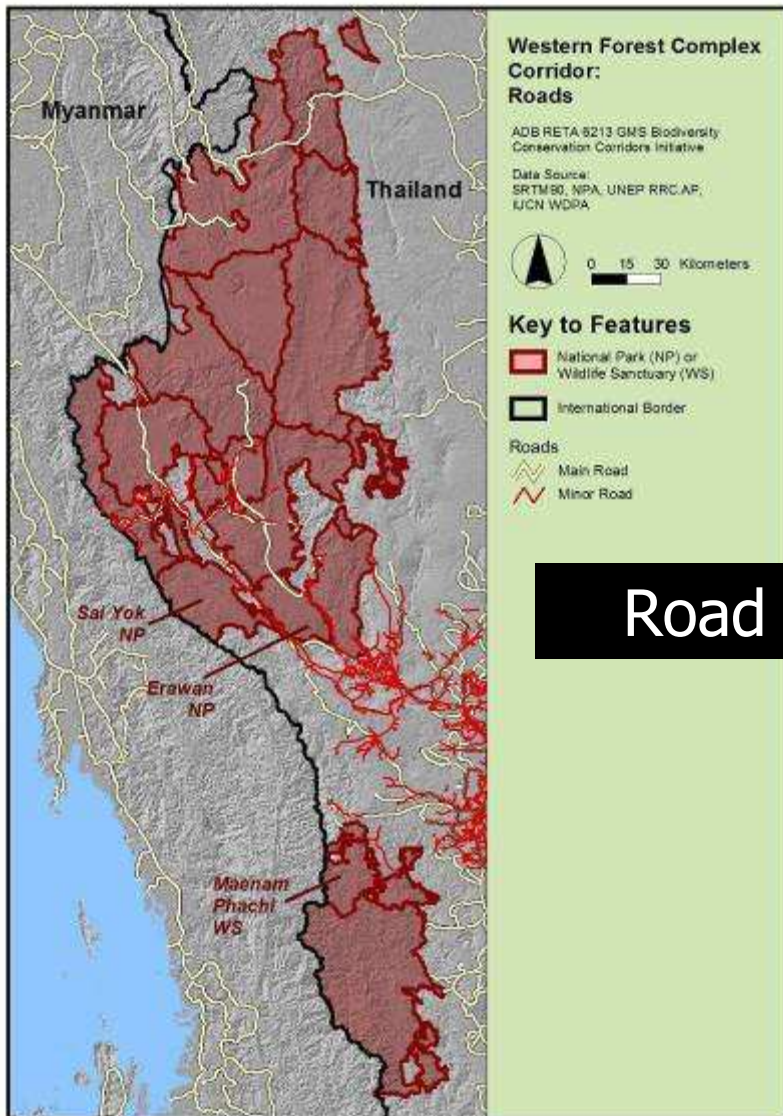 Western Forest Complex
Corridor:
Roads
ADB RETA 6213 GMS Biodiversity
Conservation Corridors Initiative
Data Source:
SRTM90, NPA, UNEP RRC.AP,
IUCN WDPA
0 15 30 Kilometers
Key to Features
National Park (NP) or
Wildlife Sanctuary (WS)
International Border
Roads
Main Road
Minor Road
Road
Myanmar
Thailand
Sai Yok
NP
Erawan
NP
Maenam
Phachi
WS